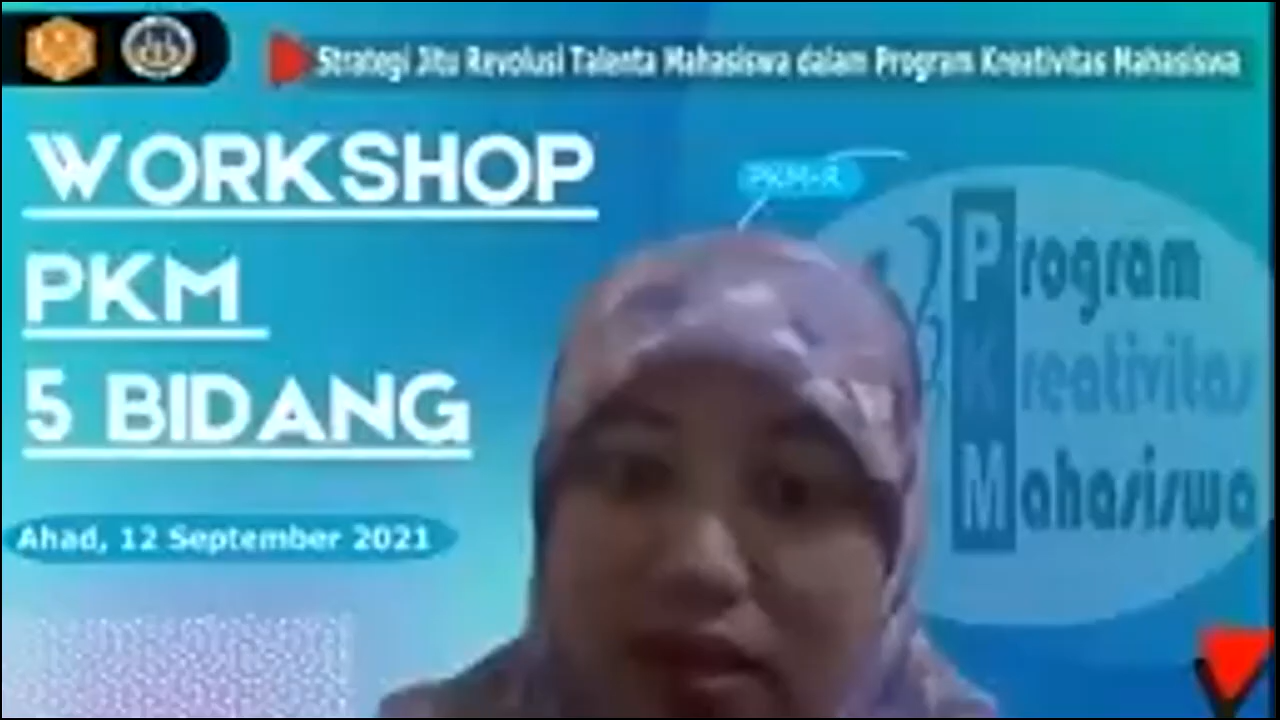 Strategi Jitu Revolusi Talenta Mahasiswa dalam Program Kreativitas Mahasiswa
WORKSHOP
PKM
5 BIDANG
Ahad, 12 September 2021
PKM-R
Program
Kreativitas
Mahasiswa